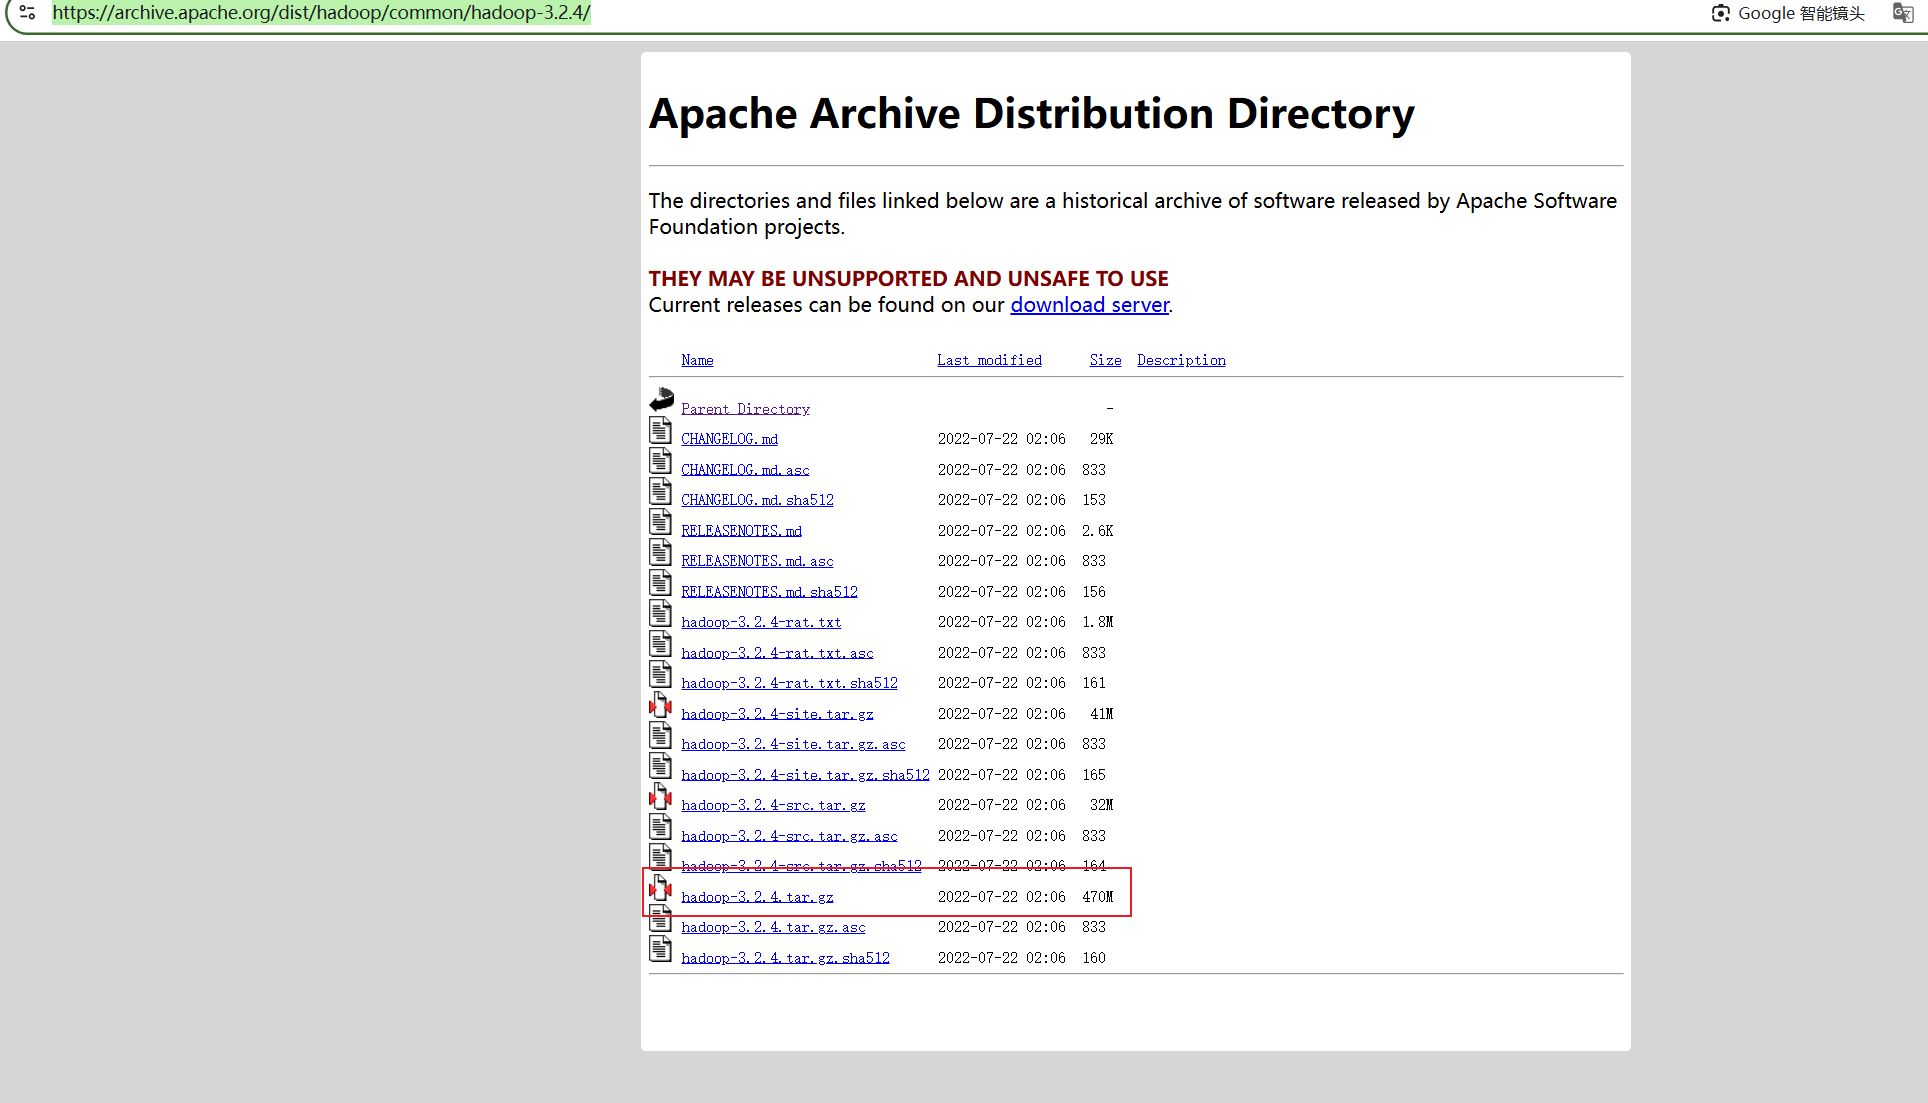 https://archive.apache.org/dist/hadoop/common/hadoop-3.2.4/
Google 智能镜头
Apache Archive Distribution Directory
The directories and files linked below are a historical archive of software released by Apache Software
Foundation projects.
THEY MAY BE UNSUPPORTED AND UNSAFE TO USE
Current releases can be found on our download server.
Name Last modified Size Description
Parent Directory -
CHANGELOG.md 2022-07-22 02:06 29K
CHANGELOG.md.asc 2022-07-22 02:06 833
CHANGELOG.md.sha512 2022-07-22 02:06 153
RELEASENOTES.md 2022-07-22 02:06 2.6K
RELEASENOTES.md.asc 2022-07-22 02:06 833
RELEASENOTES.md.sha512 2022-07-22 02:06 156
hadoop-3.2.4-rat.txt 2022-07-22 02:06 1.8M
hadoop-3.2.4-rat.txt.asc 2022-07-22 02:06 833
hadoop-3.2.4-rat.txt.sha512 2022-07-22 02:06 161
hadoop-3.2.4-site.tar.gz 2022-07-22 02:06 41M
hadoop-3.2.4-site.tar.gz.asc 2022-07-22 02:06 833
hadoop-3.2.4-site.tar.gz.sha512 2022-07-22 02:06 165
hadoop-3.2.4-src.tar.gz 2022-07-22 02:06 32M
hadoop-3.2.4-src.tar.gz.asc 2022-07-22 02:06 833
hadoop-3.2.4-src.tar.gz.sha512 2022-07-22 02:06 164
hadoop-3.2.4.tar.gz 2022-07-22 02:06 470M
hadoop-3.2.4.tar.gz.asc 2022-07-22 02:06 833
hadoop-3.2.4.tar.gz.sha512 2022-07-22 02:06 160